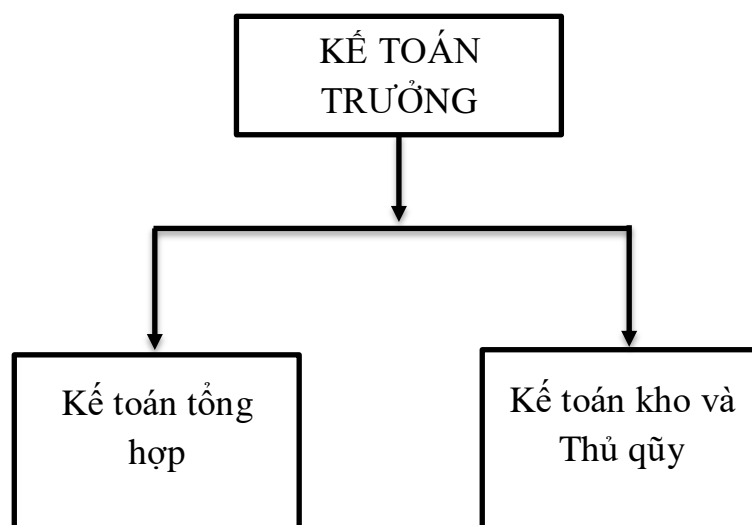 KẾ TOÁN
TRƯỞNG
Kế toán tổng
hợp
Kế toán kho và
Thủ qũy